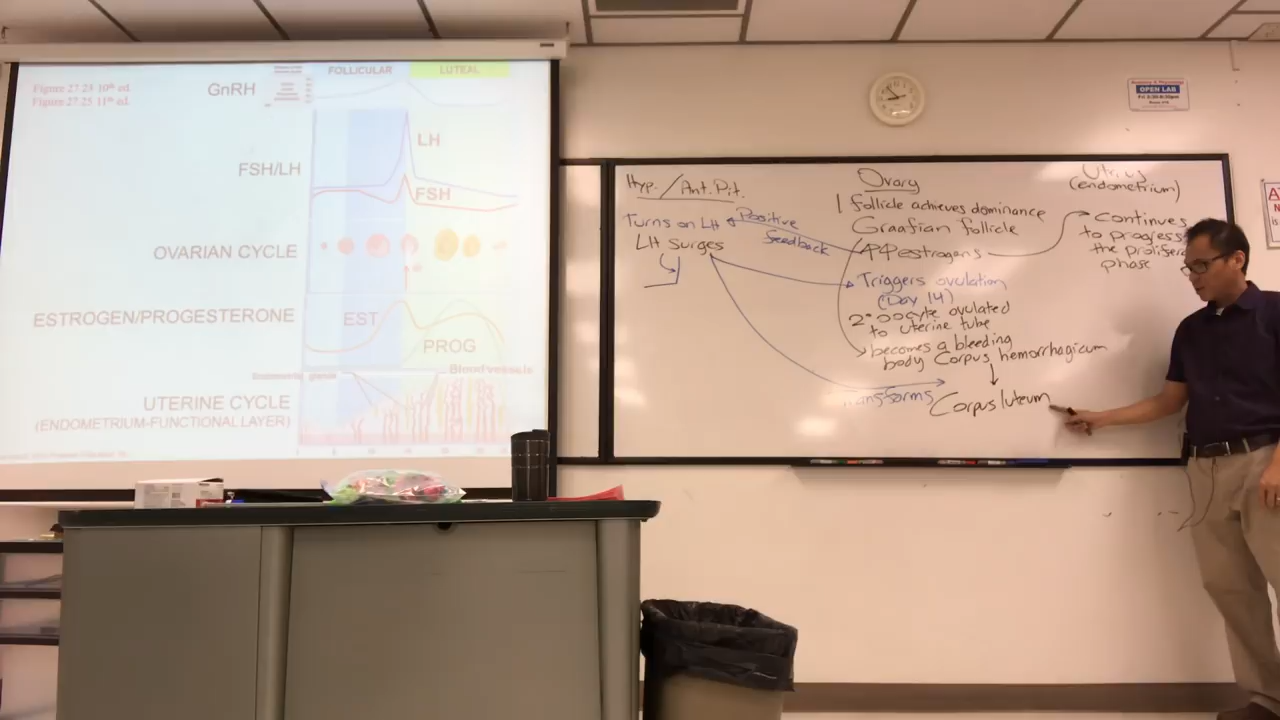 Figure 27.23 10th ed.
Figure 27.25 11th ed.
GnRH
FOLLICULAR
LUTEAL
FSH/LH
LH
FSH
OVARIAN CYCLE
ESTROGEN/PROGESTERONE
EST
PROG
Blood vessels
UTERINE CYCLE
(ENDOMETRIUM-FUNCTIONAL LAYER)
Hyp./Ant. Pit.
Turns on LH
Positive
feedback
LH surges
Ovary
1 follicle achieves dominance
Graafian follicle
↑↑estrogens
Triggers ovulation
(Day 14)
2° oocyte ovulated
to uterine tube
becomes a bleeding
body Corpus hemorrhagicum
Transforms
Corpus luteum
(endometrium)
Continues
to progress
the prolifera
phase
OPEN LAB